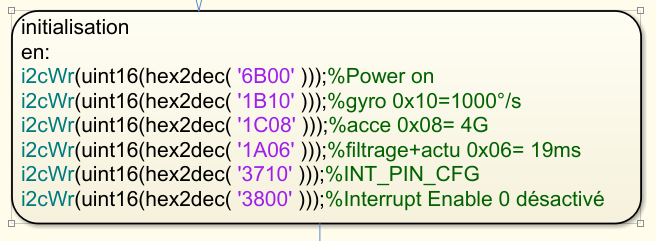 initialisation
en:
i2cWr(uint16(hex2dec( '6B00' )));%Power on
i2cWr(uint16(hex2dec( '1B10' )));%gyro 0x10=1000°/s
i2cWr(uint16(hex2dec( '1C08' )));%acce 0x08= 4G
i2cWr(uint16(hex2dec( '1A06' )));%filtrage+actu 0x06= 19ms
i2cWr(uint16(hex2dec( '3710' )));%INT_PIN_CFG
i2cWr(uint16(hex2dec( '3800' )));%Interrupt Enable 0 désactivé